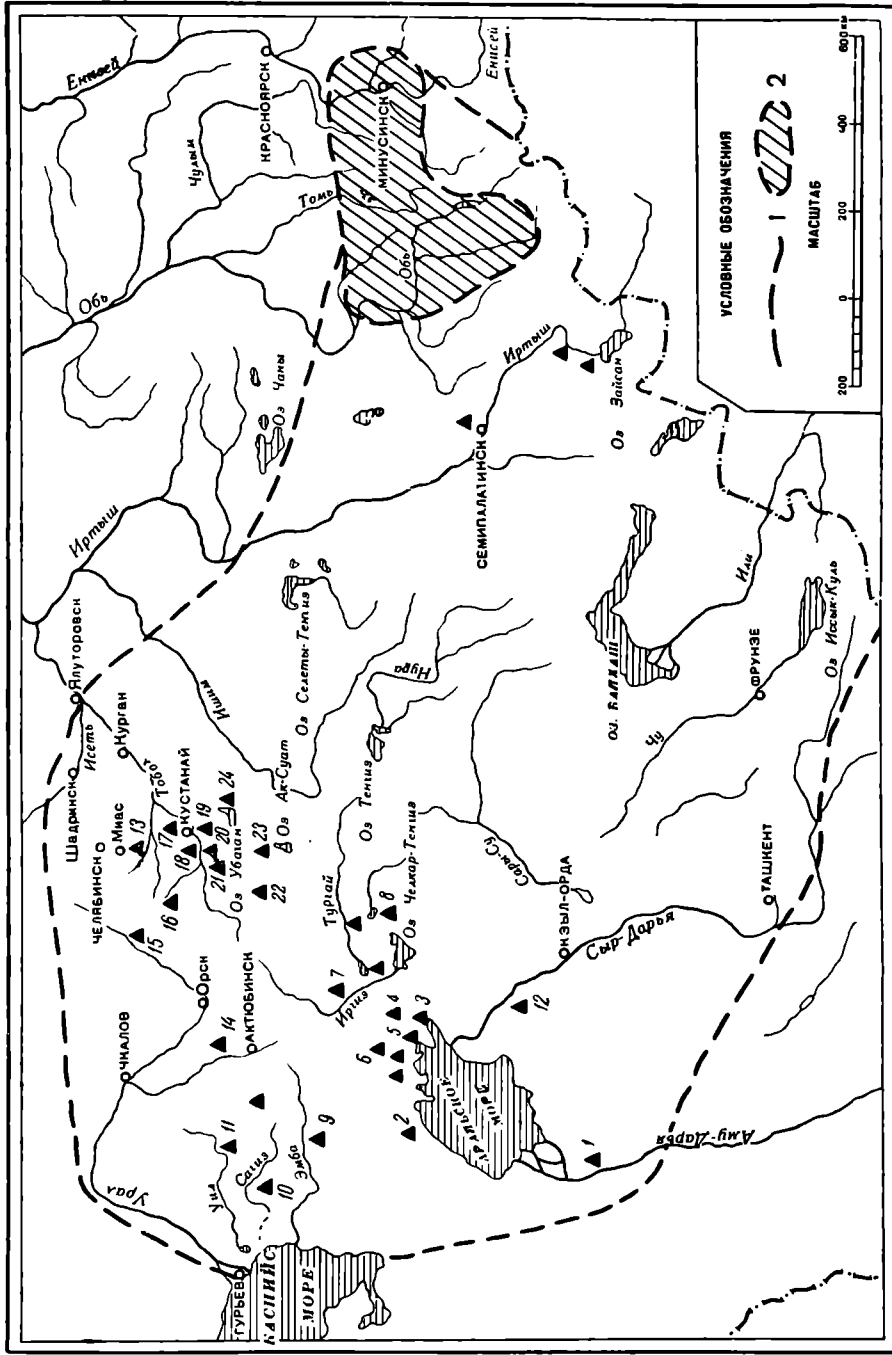 Енисей
КРАСНОЯРСК
Чулым
Томь
МИНУСИНСК
Енисей
Обь
Обь
Оз Чаны
Иртыш
Иртыш
Оз Зайсан
СЕМИПАЛАТИНСК
Ялуторовск
Исеть
Шадринск
Курган
Тобол
Ишим
Оз Селеты-Тенгиз
Нура
Оз Тенгиз
Оз Ак-Суат
ЧЕЛЯБИНСК
Миас
13
КУСТАНАЙ
17
18
19
20
21
24
Оз Убаган
23
22
16
15
Орск
ЧКАЛОВ
14
АКТЮБИНСК
Урал
Уил
11
Сагиз
10
Эмба
9
ГУРЬЕВ
КАСПИЙС
МОРЕ
Тургай
8
Оз Челкар-Тенгиз
7
Иргиз
4
3
5
6
2
АРАЛЬСКОЕ
МОРЕ
1
Аму-Дарья
12
Сыр-Дарья
КЗЫЛ-ОРДА
Сары-Су
ТАШКЕНТ
Чу
ФРУНЗЕ
Оз Иссык-Куль
Или
Оз. БАЛХАШ
УСЛОВНЫЕ ОБОЗНАЧЕНИЯ
1
2
МАСШТАБ
200 0 200 400 600 км